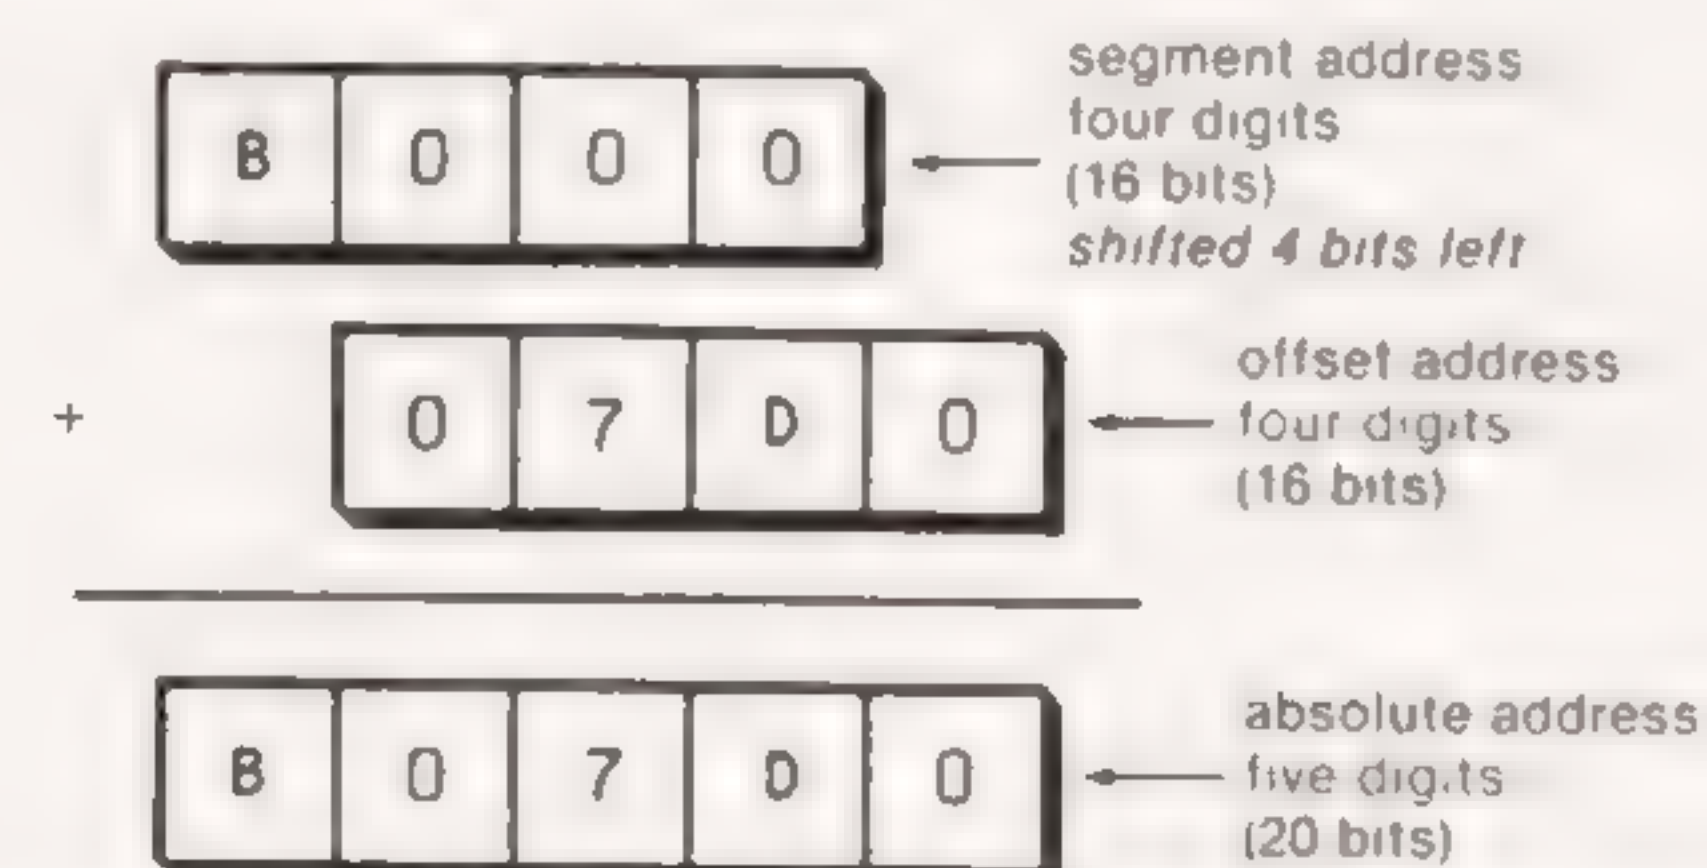 segment address
B 0 0 0
four digits
(16 bits)
shifted 4 bits left
offset address
+ 0 7 D 0
four digits
(16 bits)
absolute address
B 0 7 D 0
five digits
(20 bits)